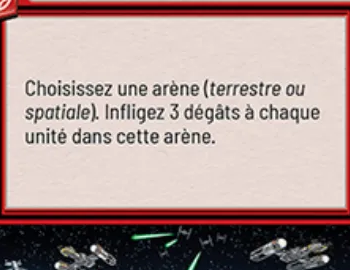 Choisissez une arène (terrestre ou
spatiale). Infligez 3 dégâts à chaque
unité dans cette arène.